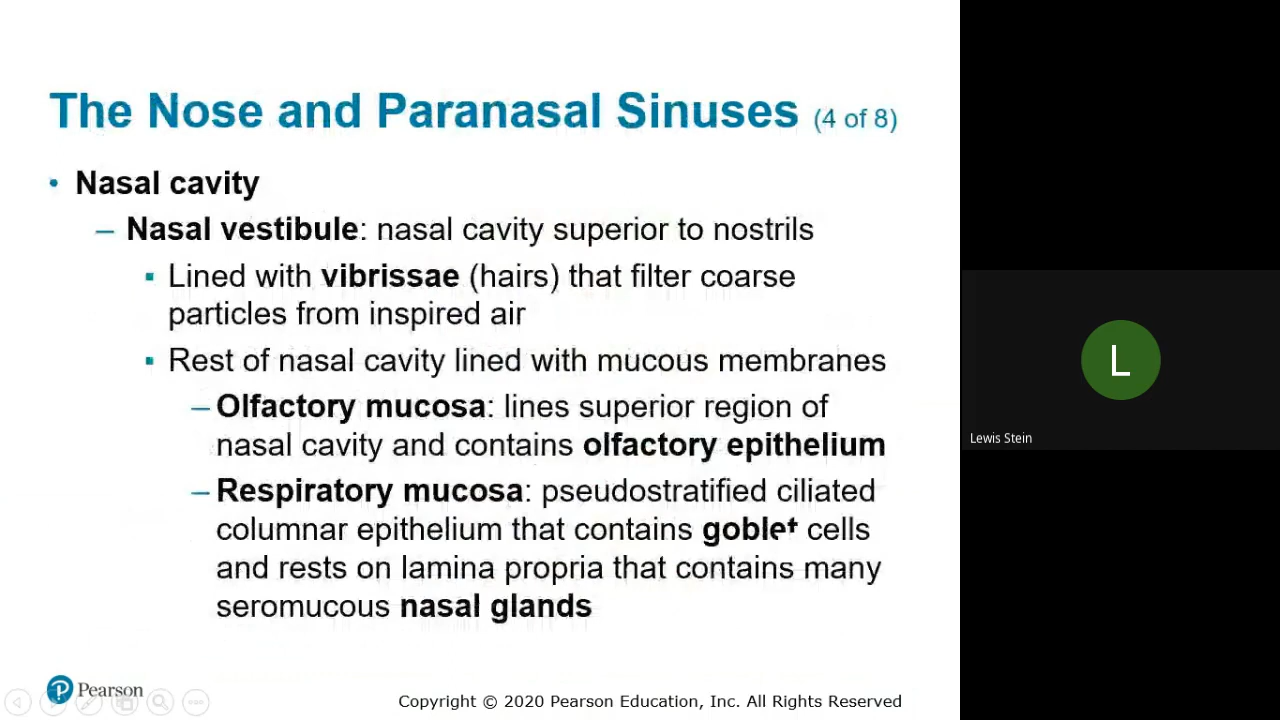 The Nose and Paranasal Sinuses (4 of 8)
• Nasal cavity
– Nasal vestibule: nasal cavity superior to nostrils
▪ Lined with vibrissae (hairs) that filter coarse
particles from inspired air
▪ Rest of nasal cavity lined with mucous membranes
– Olfactory mucosa: lines superior region of
nasal cavity and contains olfactory epithelium
– Respiratory mucosa: pseudostratified ciliated
columnar epithelium that contains goblet cells
and rests on lamina propria that contains many
seromucous nasal glands
P Pearson
Copyright © 2020 Pearson Education, Inc. All Rights Reserved
L
Lewis Stein